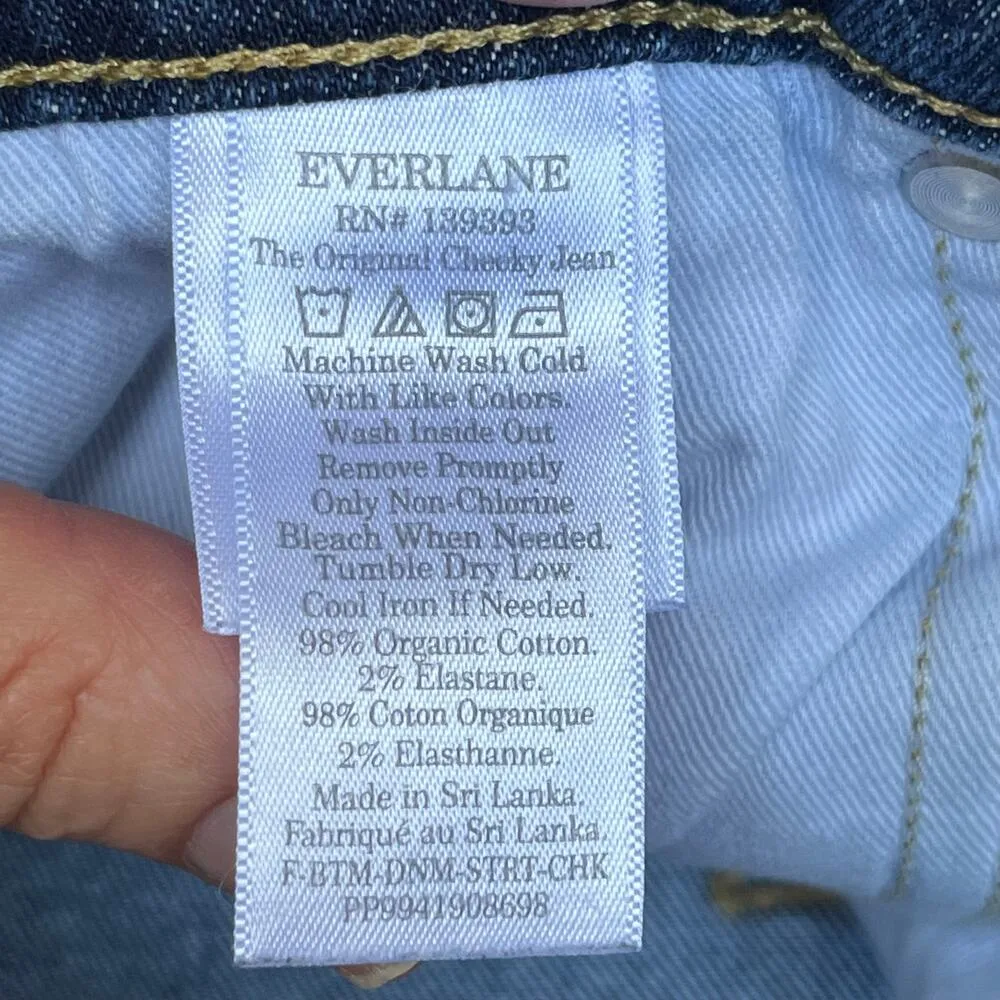 EVERLANE
RN# 139393
The Original Cheeky Jean
Machine Wash Cold
With Like Colors.
Wash Inside Out
Remove Promptly
Only Non-Chlorine
Bleach When Needed.
Tumble Dry Low.
Cool Iron If Needed.
98% Organic Cotton.
2% Elastane.
98% Coton Organique
2% Elasthanne.
Made in Sri Lanka.
Fabriqué au Sri Lanka.
F-BTM-DNM-STRT-CHK
PP9941908698